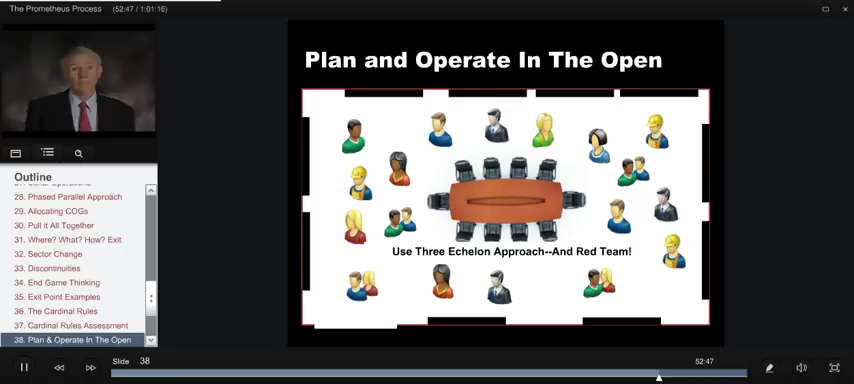 The Prometheus Process (52:47 / 1:01:16)
Plan and Operate In The Open
Use Three Echelon Approach--And Red Team!
Outline
28. Phased Parallel Approach
29. Allocating COGs
30. Pull it All Together
31. Where? What? How? Exit
32. Sector Change
33. Discontinuities
34. End Game Thinking
35. Exit Point Examples
36. The Cardinal Rules
37. Cardinal Rules Assessment
38. Plan & Operate In The Open
Slide 38
52:47